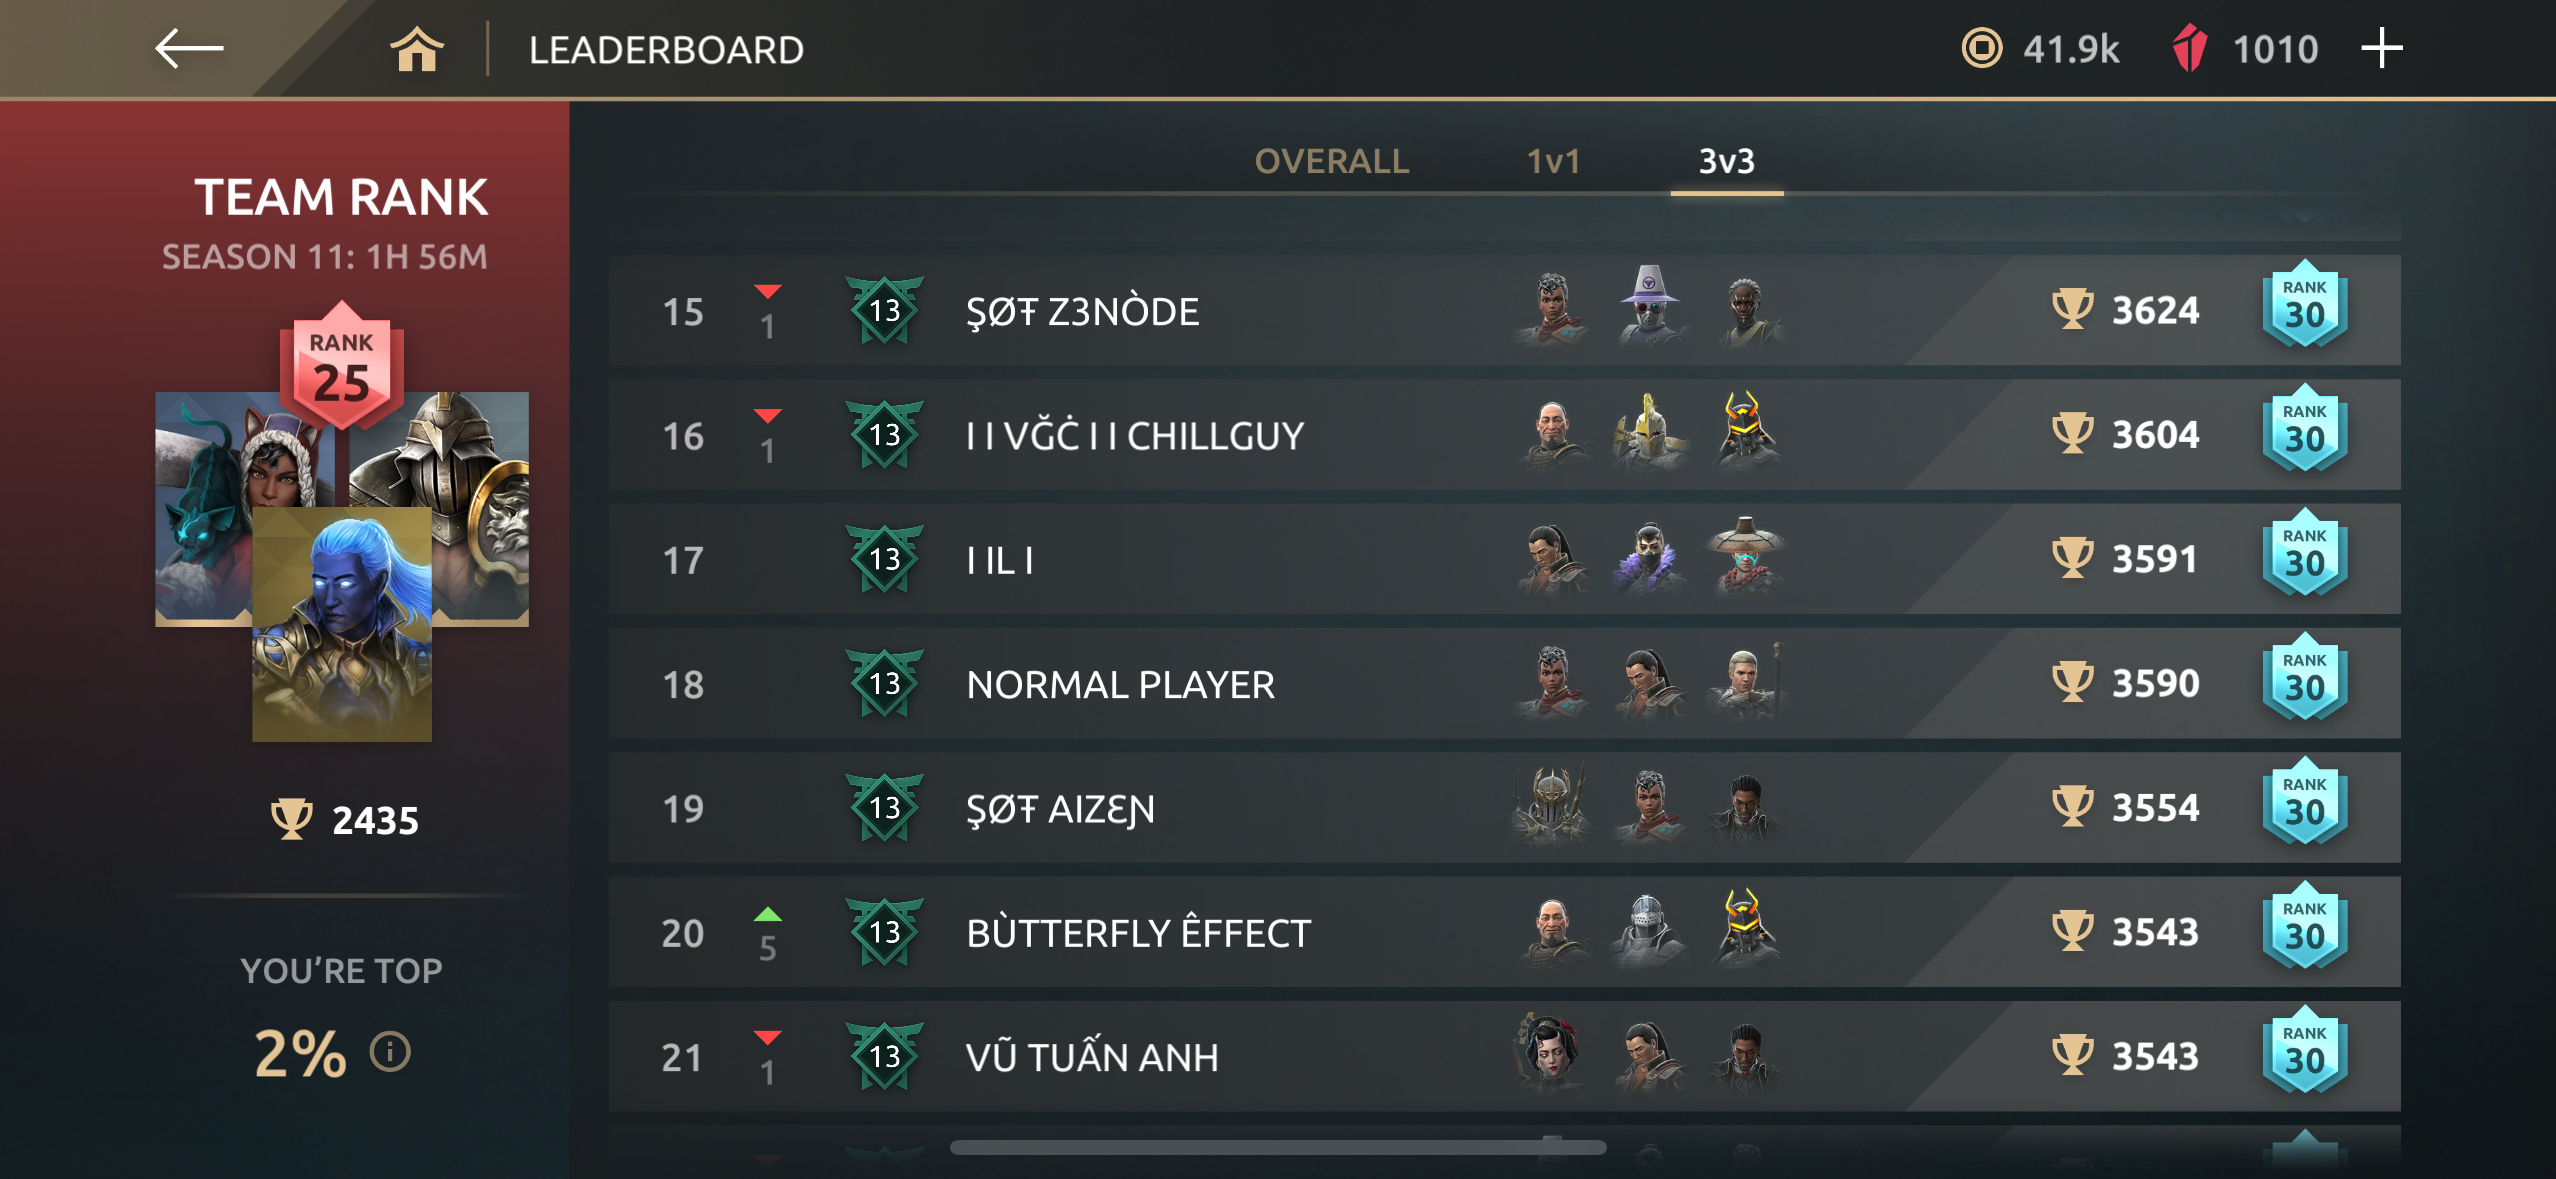 LEADERBOARD
41.9k
1010
TEAM RANK
SEASON 11: 1H 56M
RANK
25
2435
YOU'RE TOP
2%
OVERALL 1v1 3v3
15 1 13 ŞØŦ Z3NÒDE 3624 RANK 30
16 1 13 I I VĞĊ I I CHILLGUY 3604 RANK 30
17 13 I IL I 3591 RANK 30
18 13 NORMAL PLAYER 3590 RANK 30
19 13 ŞØŦ AIZƐƝ 3554 RANK 30
20 5 13 BÙTTERFLY ÊFFECT 3543 RANK 30
21 1 13 VŨ TUẤN ANH 3543 RANK 30